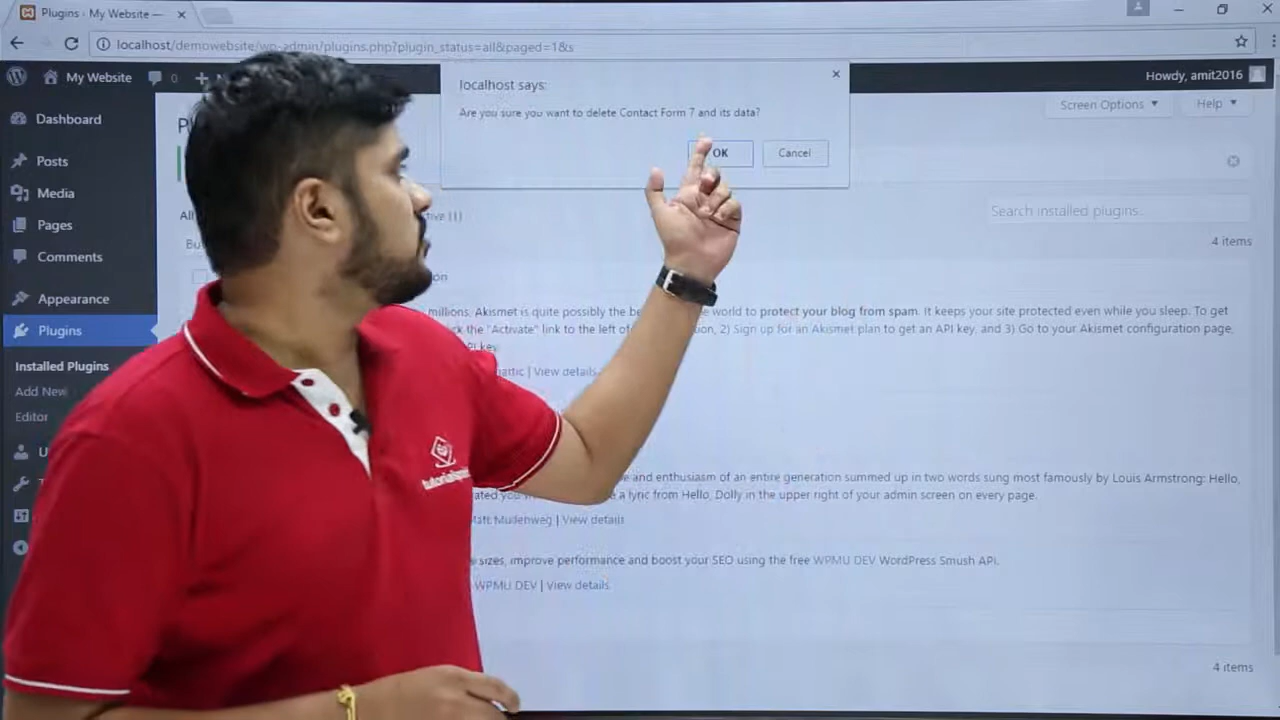 Plugins ‹ My Website —
localhost/demowebsite/wp-admin/plugins.php?plugin_status=all&paged=1&s
My Website
0
Howdy, amit2016
localhost says:
Are you sure you want to delete Contact Form 7 and its data?
OK
Cancel
Screen Options
Help
Dashboard
Posts
Media
Pages
Comments
Appearance
Plugins
Installed Plugins
Add New
Editor
All
(1)
Search installed plugins...
4 items
millions. Akismet is quite possibly the world to protect your blog from spam. It keeps your site protected even while you sleep. To get
the "Activate" link to the left of 2) Sign up for an Akismet plan to get an API key, and 3) Go to your Akismet configuration page,
API key.
| View details
and enthusiasm of an entire generation summed up in two words sung most famously by Louis Armstrong: Hello,
a lyric from Hello, Dolly in the upper right of your admin screen on every page.
Matt Mullenweg | View details
sizes, improve performance and boost your SEO using the free WPMU DEV WordPress Smush API.
WPMU DEV | View details
4 items